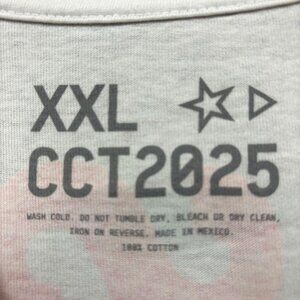 XXL
CCT2025
WASH COLD. DO NOT TUMBLE DRY, BLEACH OR DRY CLEAN,
IRON ON REVERSE. MADE IN MEXICO.
100% COTTON